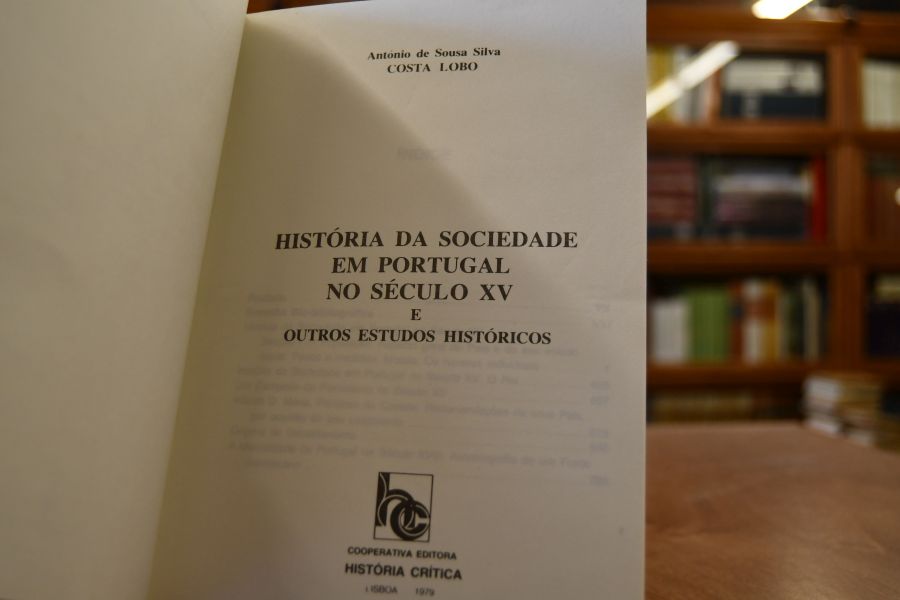 António de Sousa Silva
COSTA LOBO
HISTÓRIA DA SOCIEDADE
EM PORTUGAL
NO SÉCULO XV
E
OUTROS ESTUDOS HISTÓRICOS
hc
COOPERATIVA EDITORA
HISTÓRIA CRÍTICA
LISBOA 1979